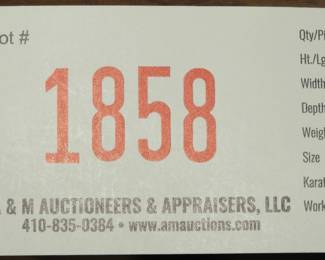 ot #
1858
& M AUCTIONEERS & APPRAISERS, LLC
410-835-0384 • www.amauctions.com
Qty/Pi
Ht./Lg
Width
Depth
Weigh
Size
Karat
Work